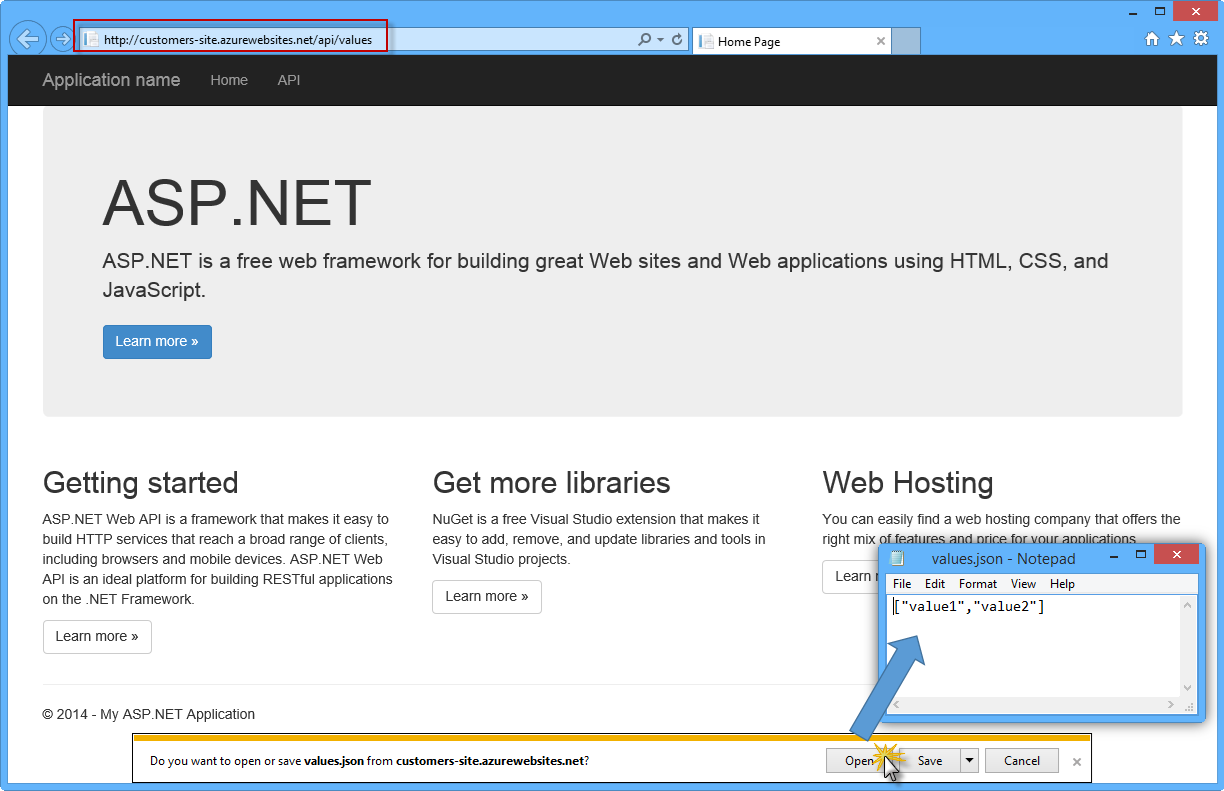 http://customers-site.azurewebsites.net/api/values
Home Page
Application name Home API
ASP.NET
ASP.NET is a free web framework for building great Web sites and Web applications using HTML, CSS, and
JavaScript.
Learn more »
Getting started
ASP.NET Web API is a framework that makes it easy to
build HTTP services that reach a broad range of clients,
including browsers and mobile devices. ASP.NET Web
API is an ideal platform for building RESTful applications
on the .NET Framework.
Learn more »
Get more libraries
NuGet is a free Visual Studio extension that makes it
easy to add, remove, and update libraries and tools in
Visual Studio projects.
Learn more »
Web Hosting
You can easily find a web hosting company that offers the
right mix of features and price for your applications.
Learn
values.json - Notepad
File Edit Format View Help
["value1","value2"]
© 2014 - My ASP.NET Application
Do you want to open or save values.json from customers-site.azurewebsites.net?
Open Save Cancel